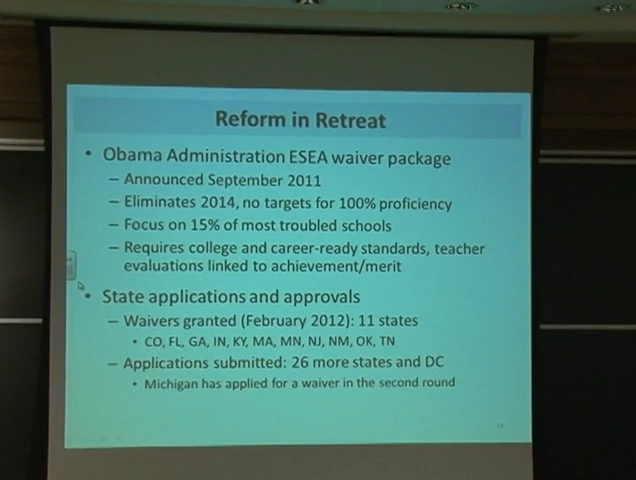 Reform in Retreat
• Obama Administration ESEA waiver package
– Announced September 2011
– Eliminates 2014, no targets for 100% proficiency
– Focus on 15% of most troubled schools
– Requires college and career-ready standards, teacher
evaluations linked to achievement/merit
• State applications and approvals
– Waivers granted (February 2012): 11 states
• CO, FL, GA, IN, KY, MA, MN, NJ, NM, OK, TN
– Applications submitted: 26 more states and DC
• Michigan has applied for a waiver in the second round